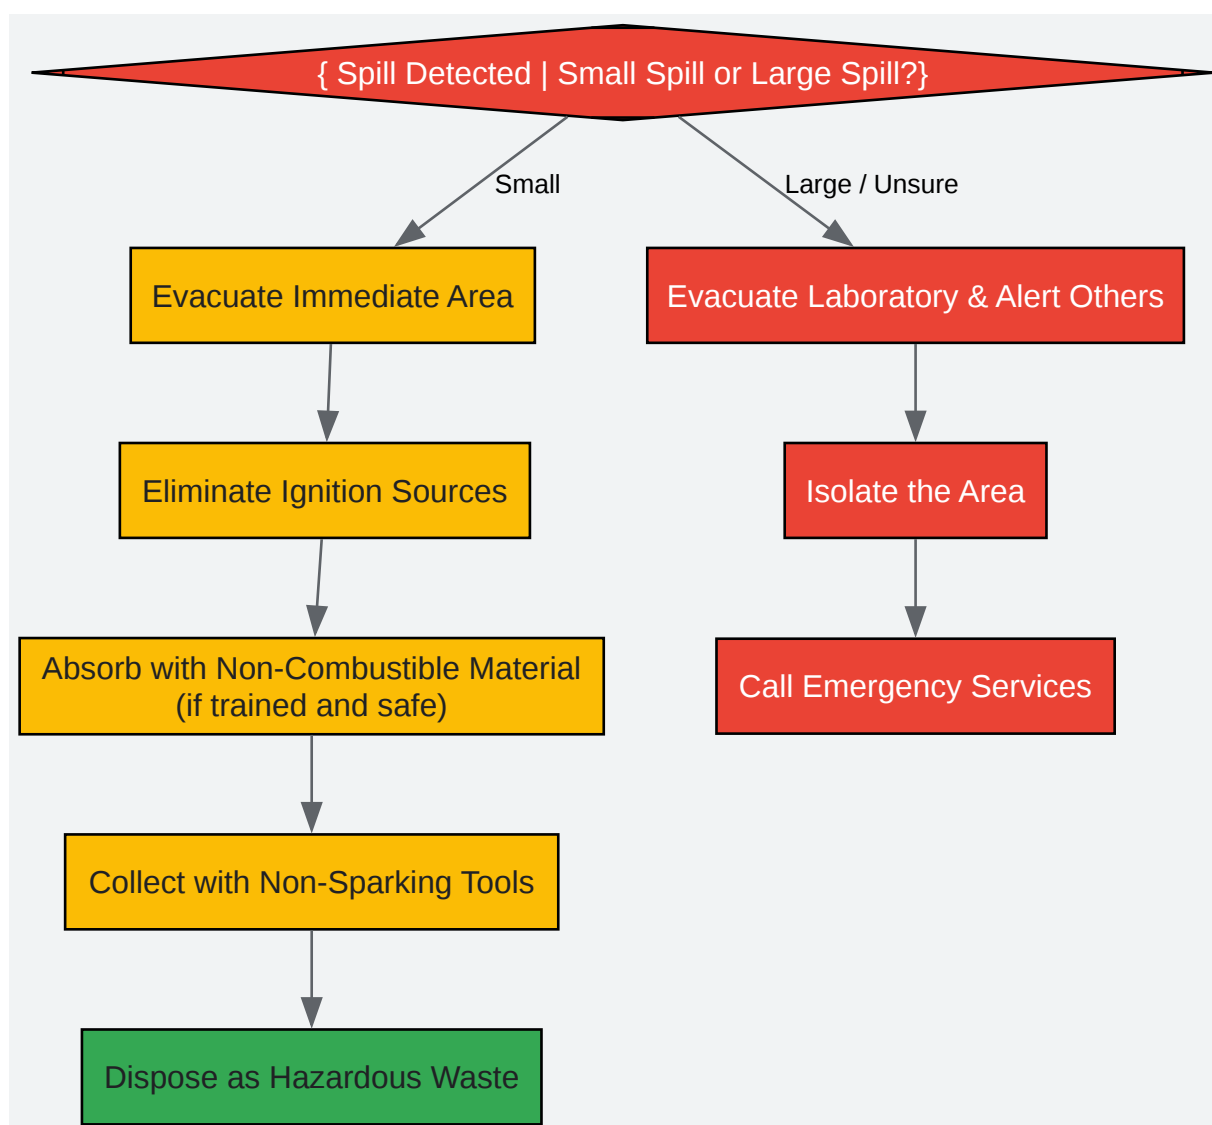 { Spill Detected | Small Spill or Large Spill?}
Small
Large / Unsure
Evacuate Immediate Area
Evacuate Laboratory & Alert Others
Eliminate Ignition Sources
Isolate the Area
Absorb with Non-Combustible Material
(if trained and safe)
Call Emergency Services
Collect with Non-Sparking Tools
Dispose as Hazardous Waste